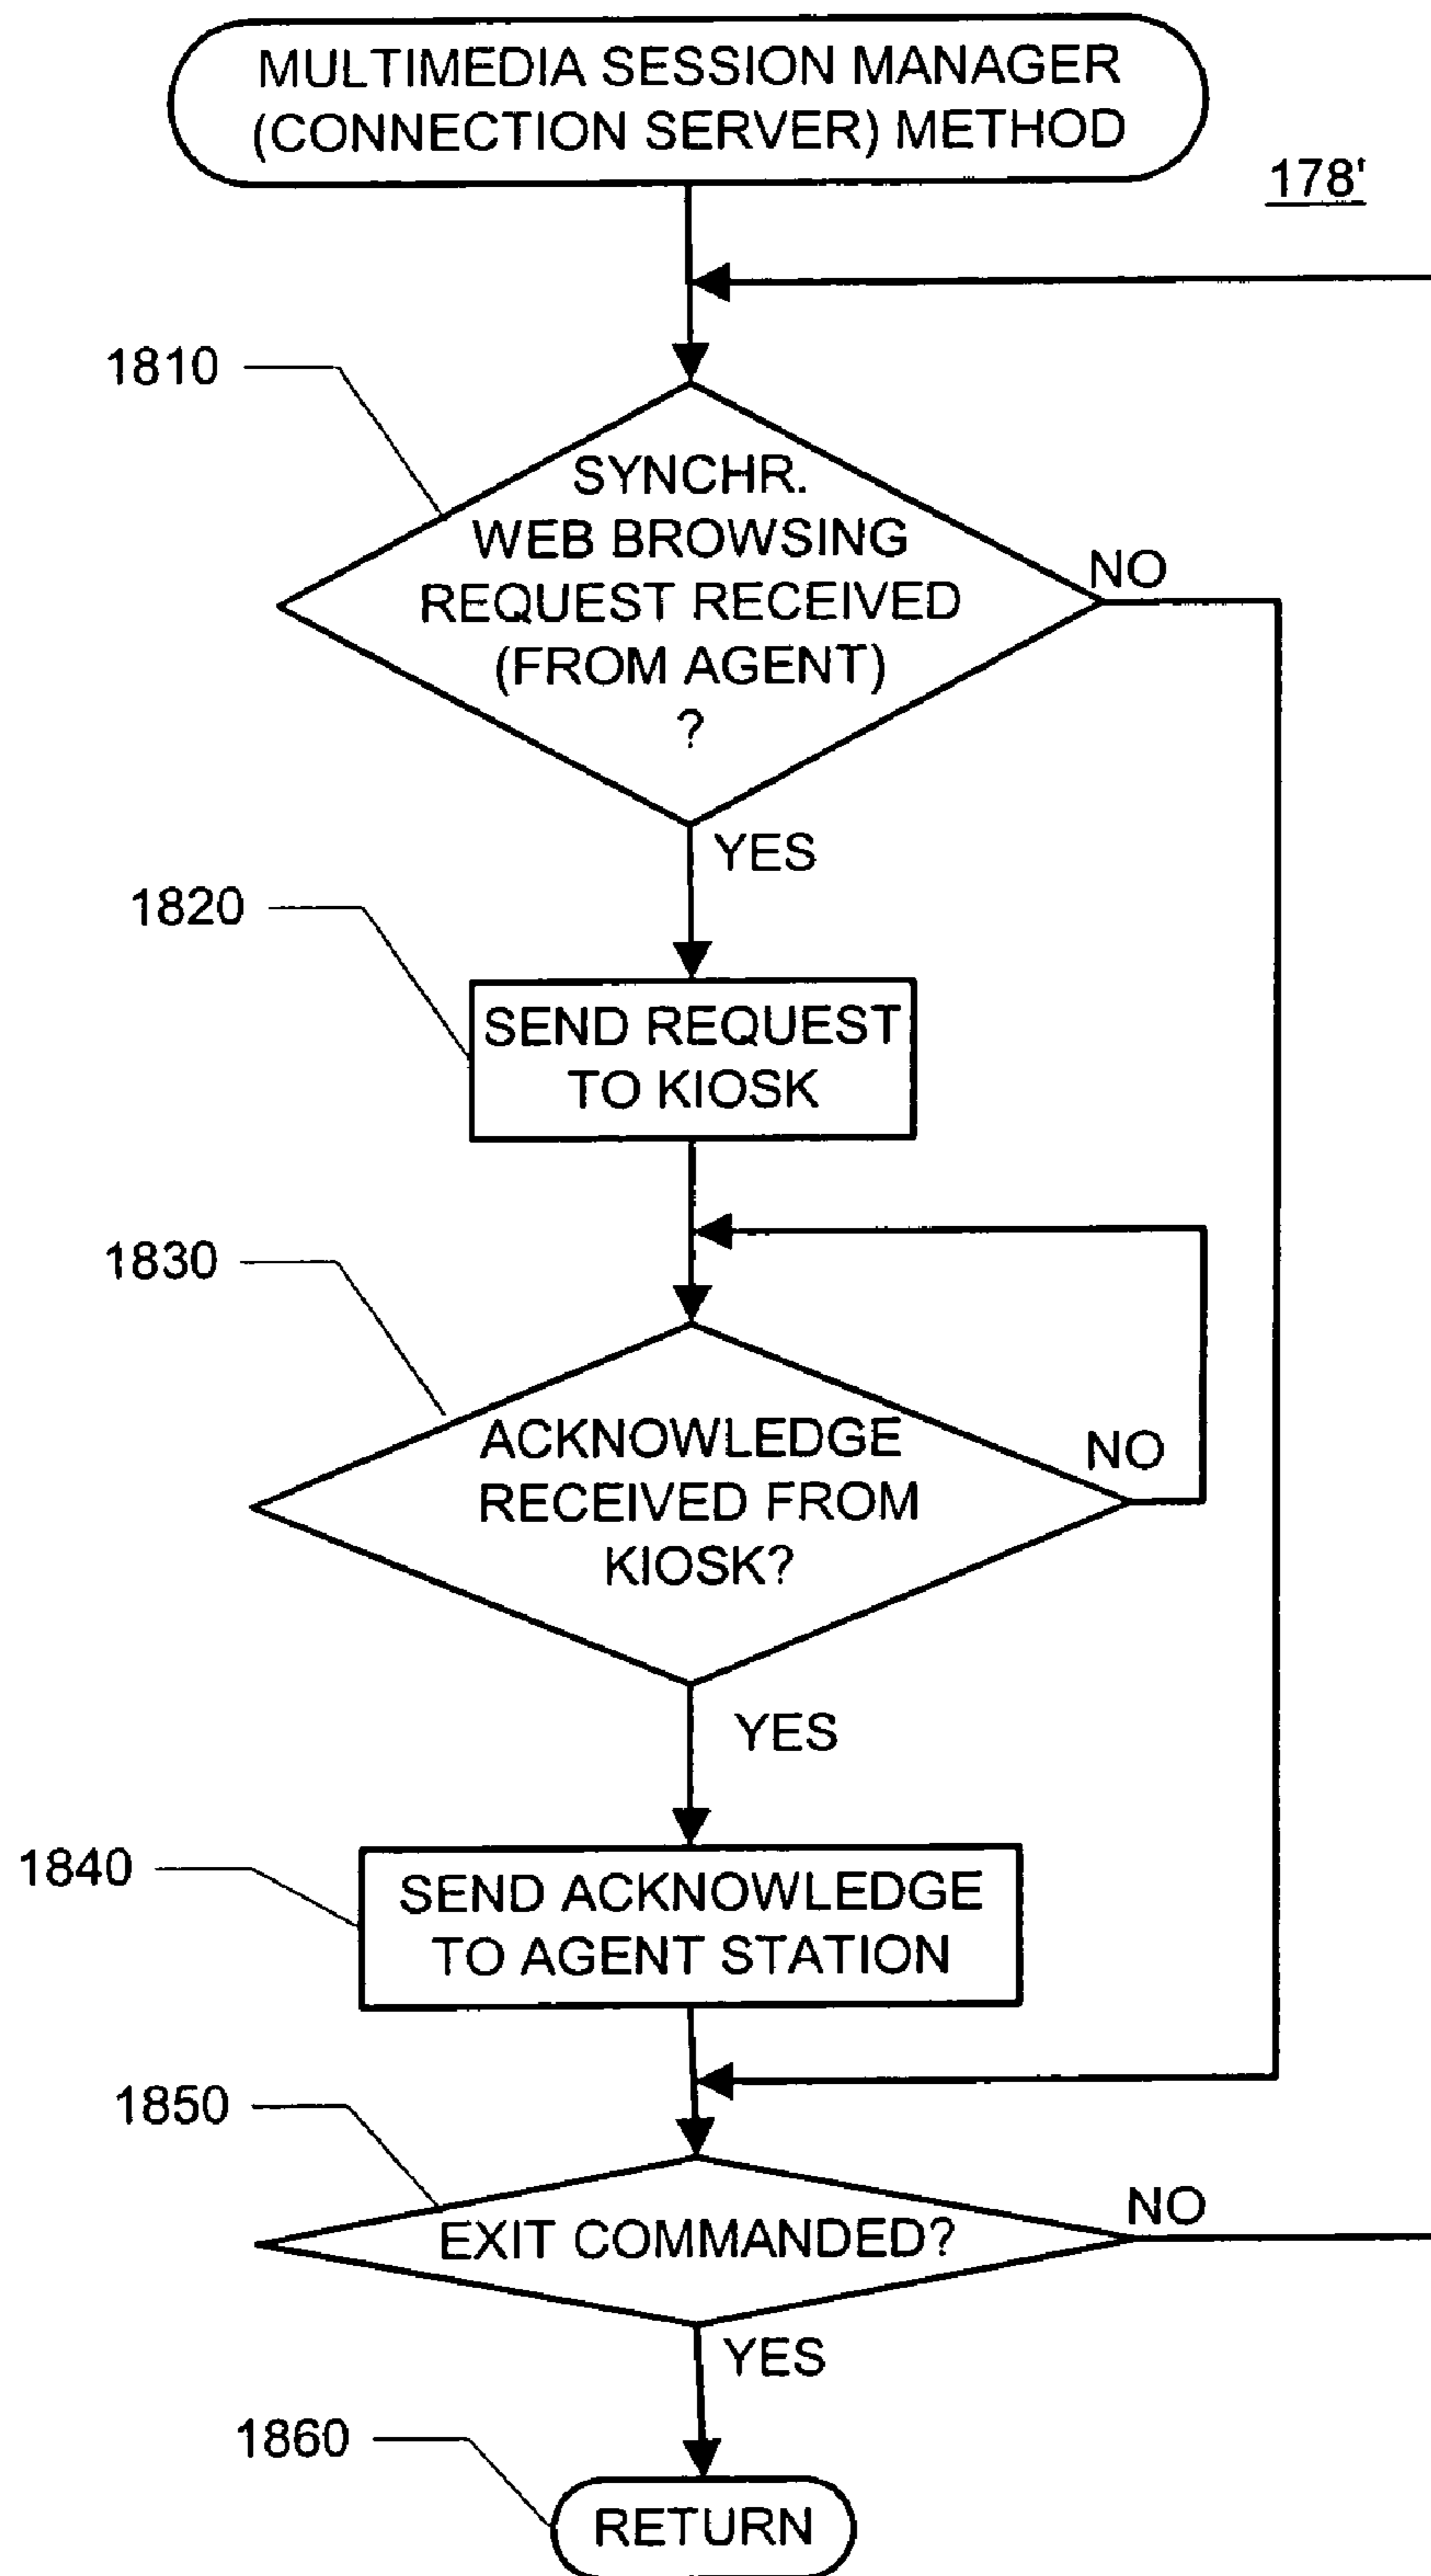 MULTIMEDIA SESSION MANAGER
(CONNECTION SERVER) METHOD
178'
1810
SYNCHR.
WEB BROWSING
REQUEST RECEIVED
(FROM AGENT)
?
NO
YES
1820
SEND REQUEST
TO KIOSK
1830
ACKNOWLEDGE
RECEIVED FROM
KIOSK?
NO
YES
1840
SEND ACKNOWLEDGE
TO AGENT STATION
1850
EXIT COMMANDED?
NO
YES
1860
RETURN